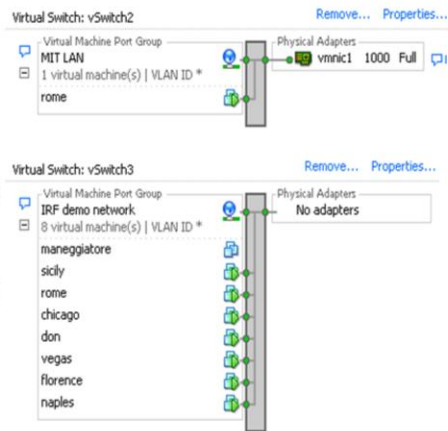 Virtual Switch: vSwitch2 Remove... Properties...
Virtual Machine Port Group Physical Adapters
MIT LAN vmnic1 1000 Full
1 virtual machine(s) | VLAN ID *
rome
Virtual Switch: vSwitch3 Remove... Properties...
Virtual Machine Port Group Physical Adapters
IRF demo network No adapters
8 virtual machine(s) | VLAN ID *
maneggiatore
sicily
rome
chicago
don
vegas
florence
naples